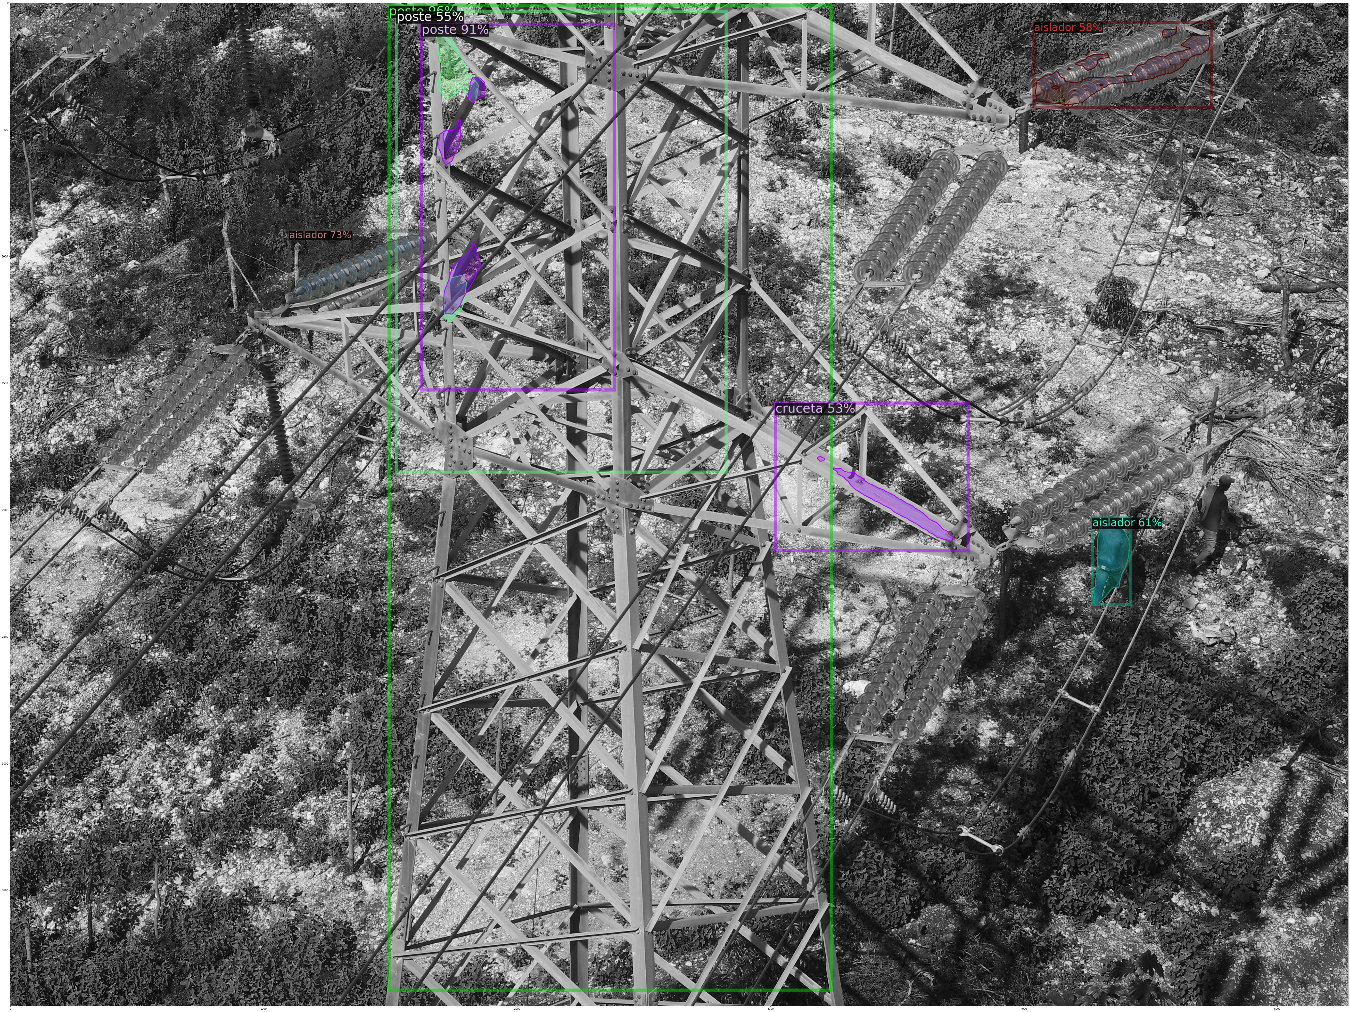 poste 96%
poste 55%
poste 91%
aislador 58%
aislador 73%
cruceta 53%
aislador 61%